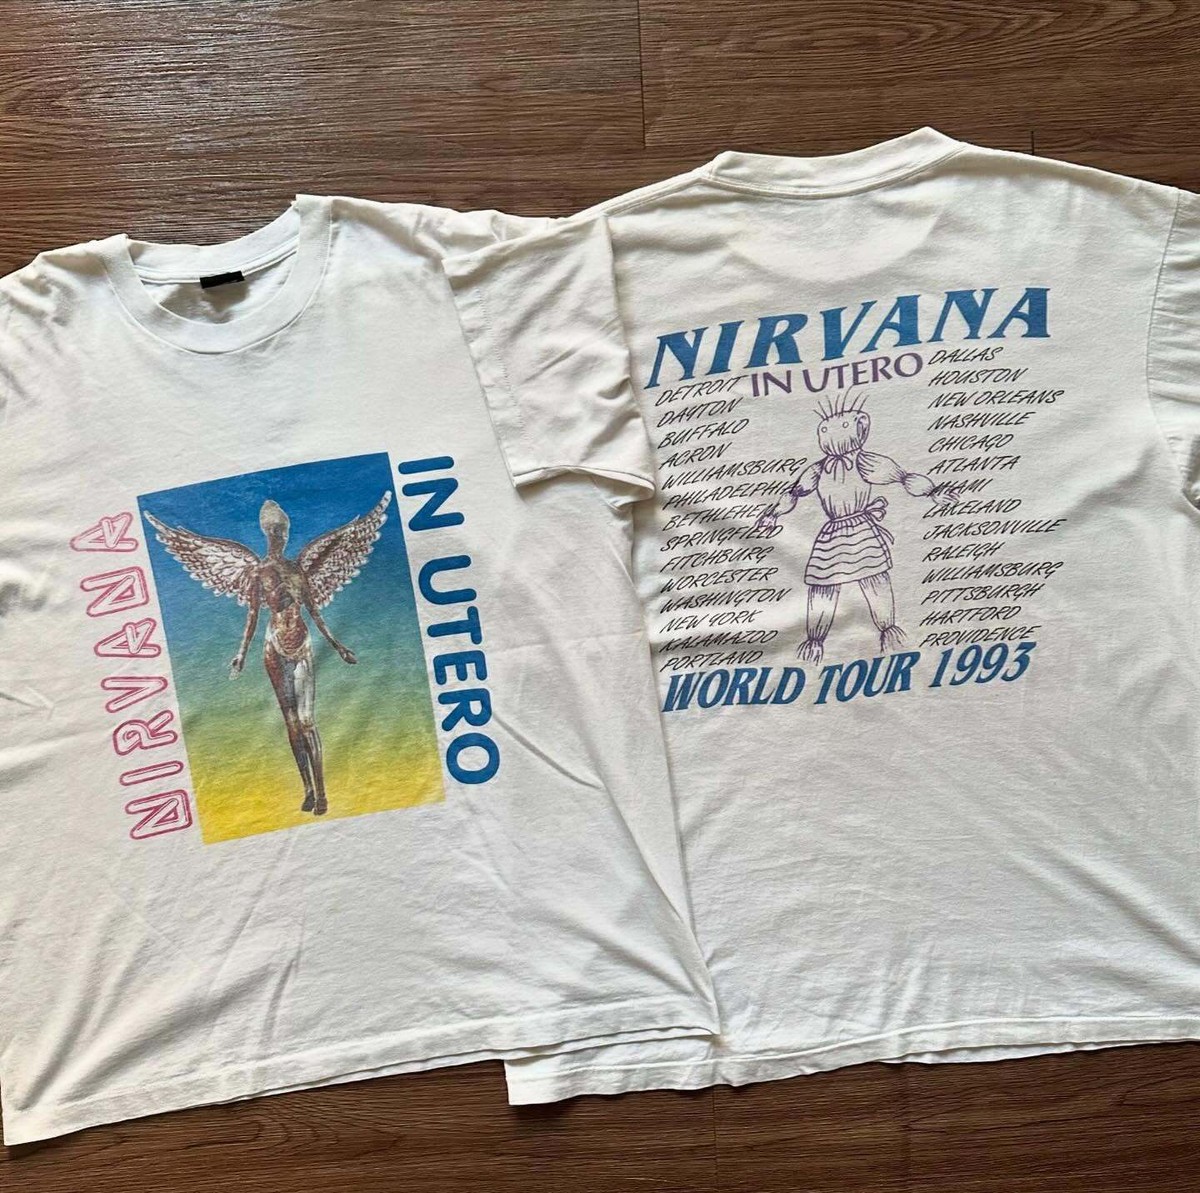 NIRVANA
IN UTERO
NIRVANA
IN UTERO
DETROIT
DAYTON
BUFFALO
ACRON
WILLIAMSBURG
PHILADELPHIA
BETHLEHEM
SPRINGFIELD
FITCHBURG
WORCESTER
WASHINGTON
NEW YORK
KALAMAZOO
PORTLAND
DALLAS
HOUSTON
NEW ORLEANS
NASHVILLE
CHICAGO
ATLANTA
MIAMI
LAKELAND
JACKSONVILLE
RALEIGH
WILLIAMSBURG
PITTSBURGH
HARTFORD
PROVIDENCE
WORLD TOUR 1993